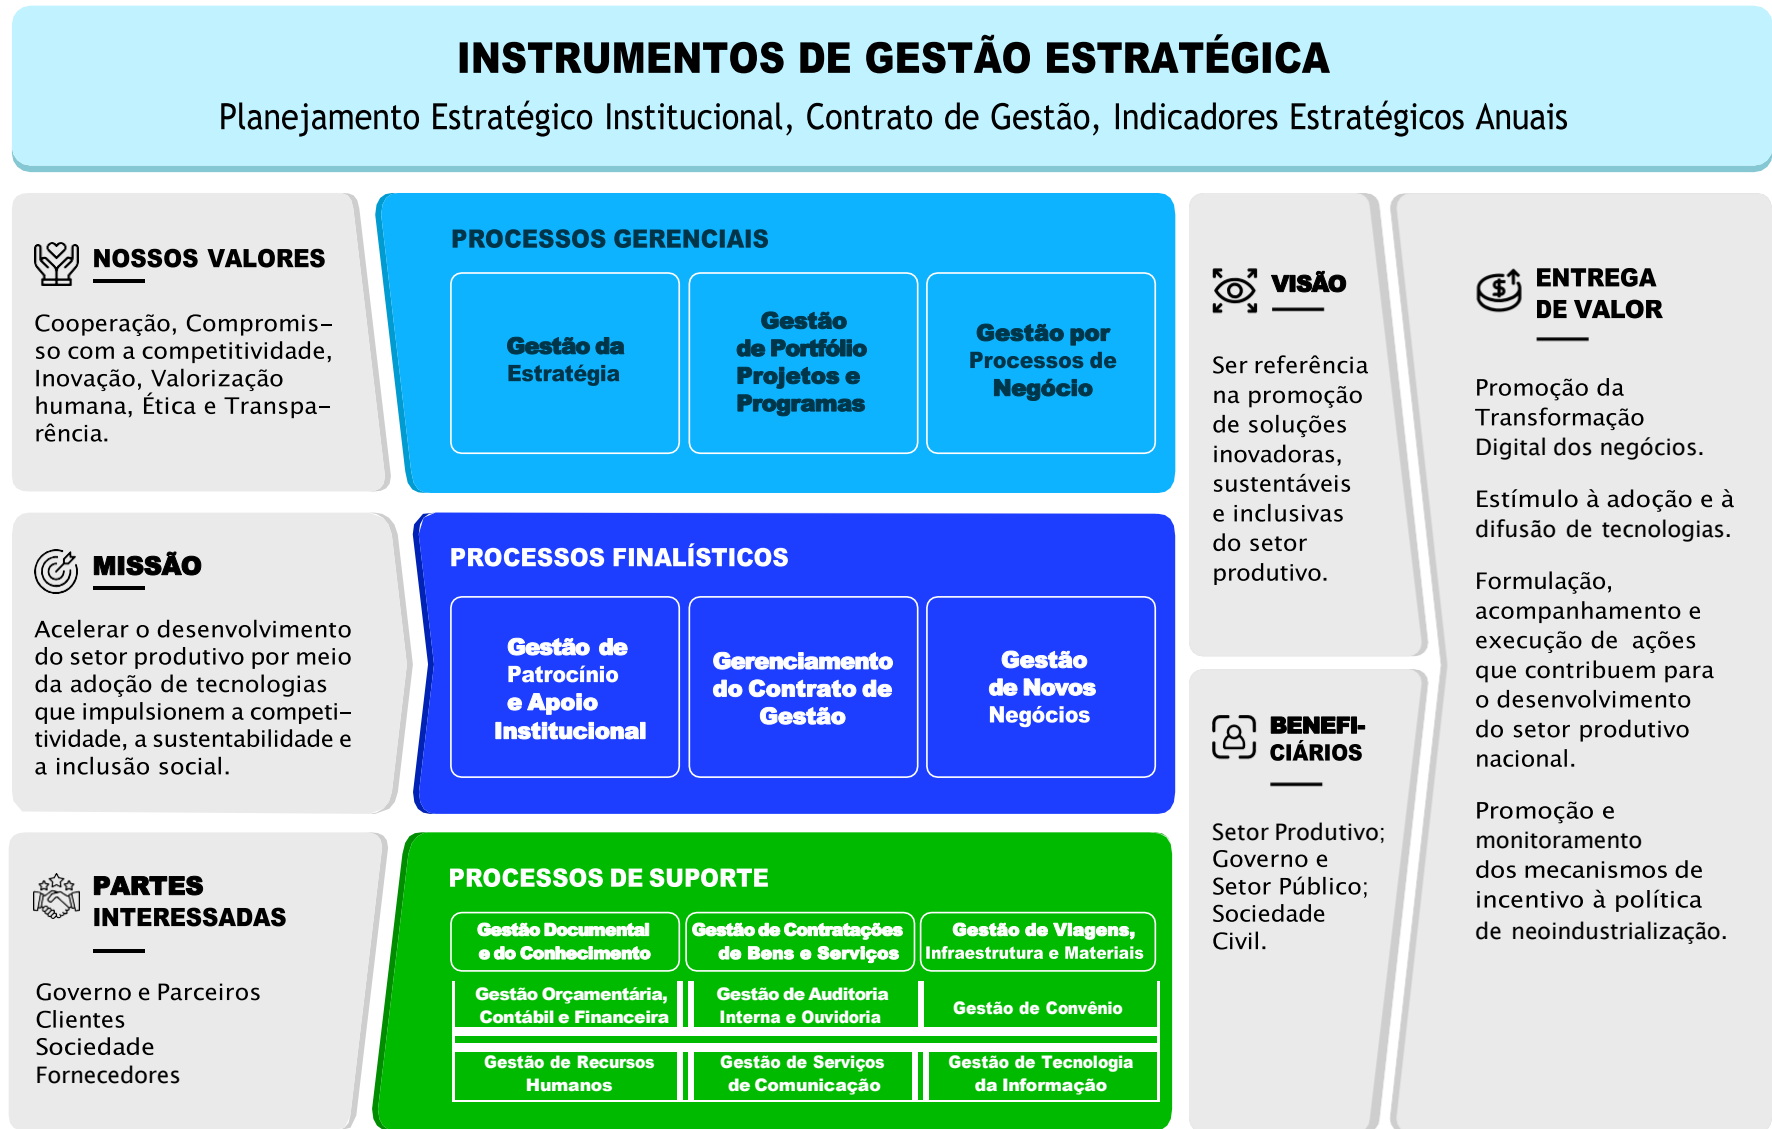 INSTRUMENTOS DE GESTÃO ESTRATÉGICA
Planejamento Estratégico Institucional, Contrato de Gestão, Indicadores Estratégicos Anuais
NOSSOS VALORES
Cooperação, Compromis–
so com a competitividade,
Inovação, Valorização
humana, Ética e Transpa–
rência.
MISSÃO
Acelerar o desenvolvimento
do setor produtivo por meio
da adoção de tecnologias
que impulsionem a competi–
tividade, a sustentabilidade e
a inclusão social.
PARTES
INTERESSADAS
Governo e Parceiros
Clientes
Sociedade
Fornecedores
PROCESSOS GERENCIAIS
Gestão da
Estratégia
Gestão
de Portfólio
Projetos e
Programas
Gestão por
Processos de
Negócio
PROCESSOS FINALÍSTICOS
Gestão de
Patrocínio
e Apoio
Institucional
Gerenciamento
do Contrato de
Gestão
Gestão
de Novos
Negócios
PROCESSOS DE SUPORTE
Gestão Documental
e do Conhecimento
Gestão de Contratações
de Bens e Serviços
Gestão de Viagens,
Infraestrutura e Materiais
Gestão Orçamentária,
Contábil e Financeira
Gestão de Auditoria
Interna e Ouvidoria
Gestão de Convênio
Gestão de Recursos
Humanos
Gestão de Serviços
de Comunicação
Gestão de Tecnologia
da Informação
VISÃO
Ser referência
na promoção
de soluções
inovadoras,
sustentáveis
e inclusivas
do setor
produtivo.
BENEFI-
CIÁRIOS
Setor Produtivo;
Governo e
Setor Público;
Sociedade
Civil.
ENTREGA
DE VALOR
Promoção da
Transformação
Digital dos negócios.
Estímulo à adoção e à
difusão de tecnologias.
Formulação,
acompanhamento e
execução de ações
que contribuem para
o desenvolvimento
do setor produtivo
nacional.
Promoção e
monitoramento
dos mecanismos de
incentivo à política
de neoindustrialização.